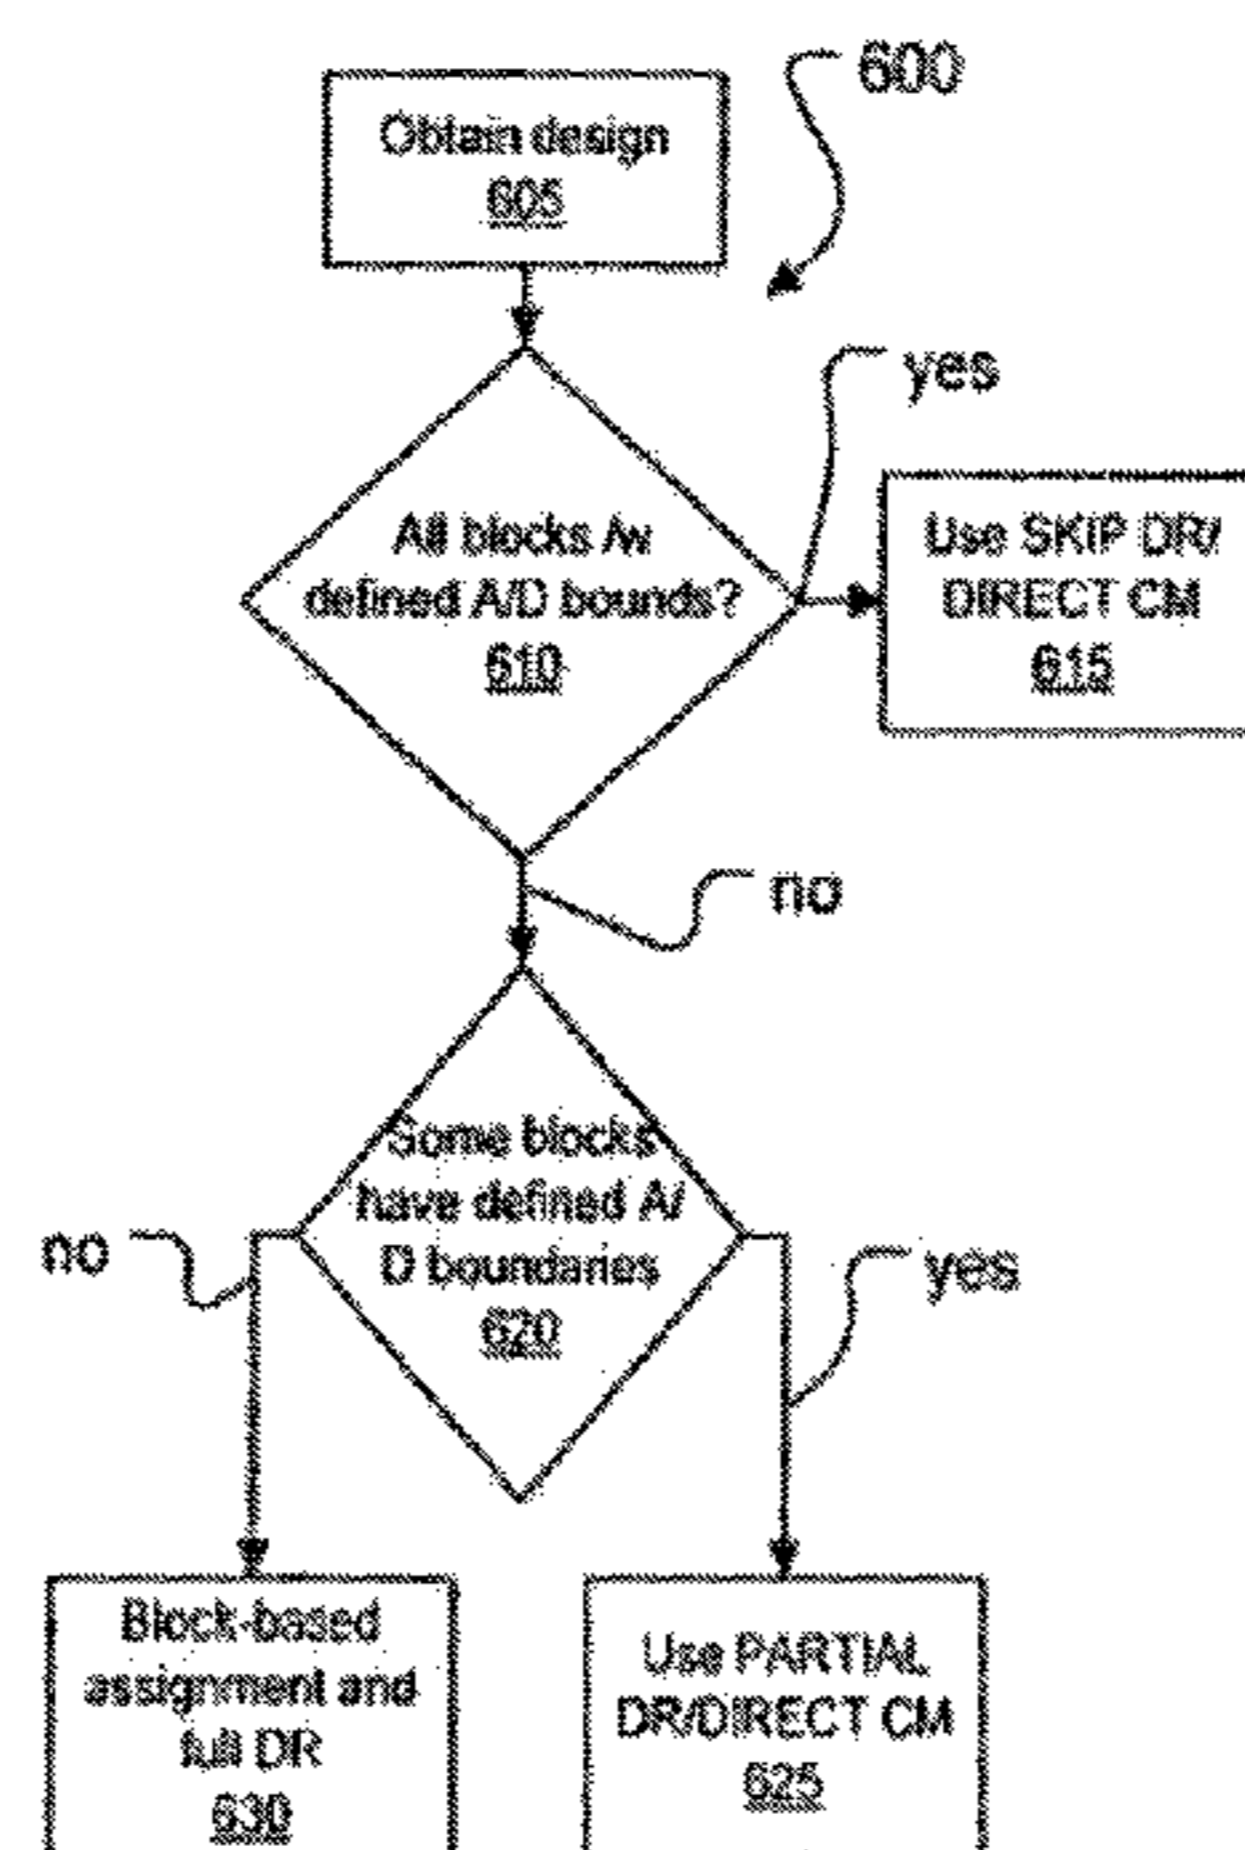 600
Obtain design
605
yes
All blocks /w
defined A/D bounds?
610
Use SKIP DR/
DIRECT CM
615
no
Some blocks
have defined A/
D boundaries
620
no
yes
Block-based
assignment and
full DR
630
Use PARTIAL
DR/DIRECT CM
625